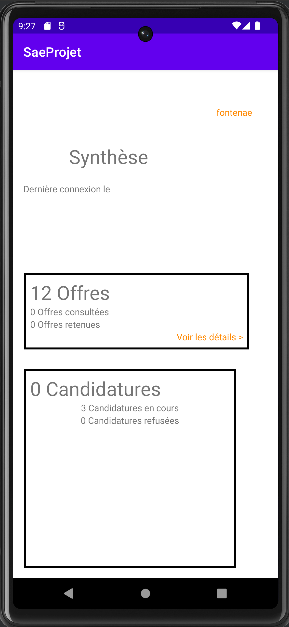 9:27
SaeProjet
fontenae
Synthèse
Dernière connexion le
12 Offres
0 Offres consultées
0 Offres retenues
Voir les détails >
0 Candidatures
3 Candidatures en cours
0 Candidatures refusées